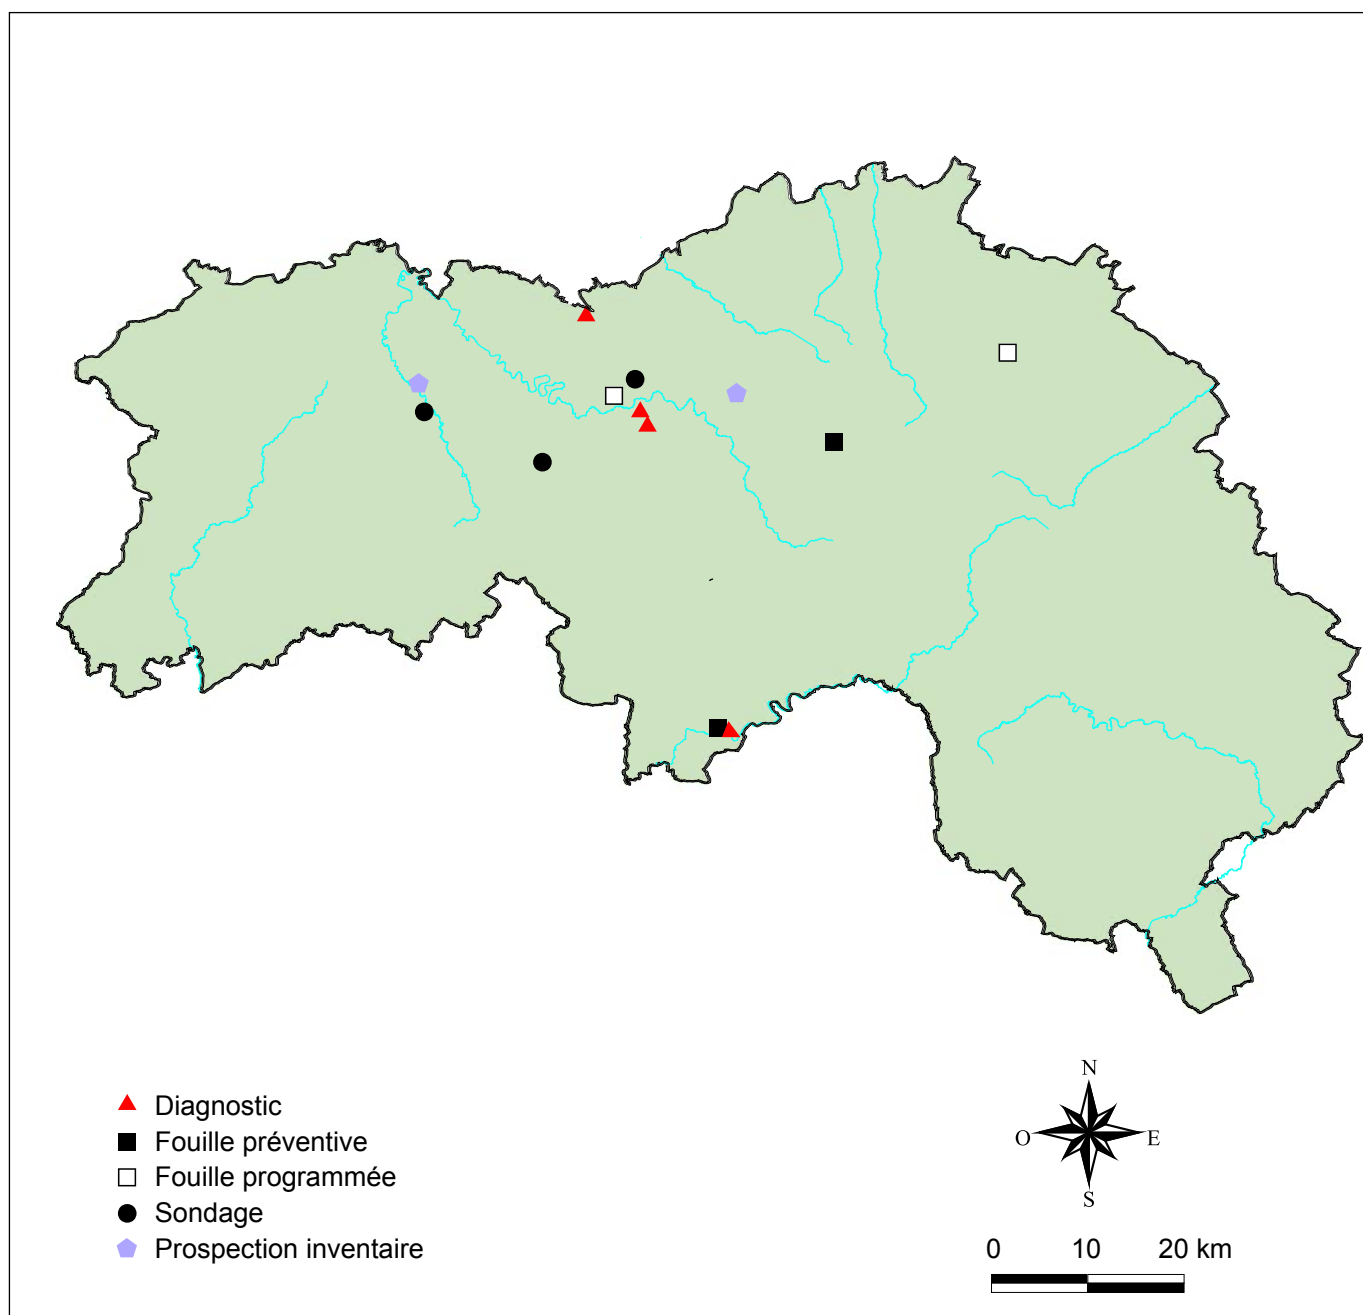 Diagnostic
Fouille préventive
Fouille programmée
Sondage
Prospection inventaire
N
O E
S
0 10 20 km